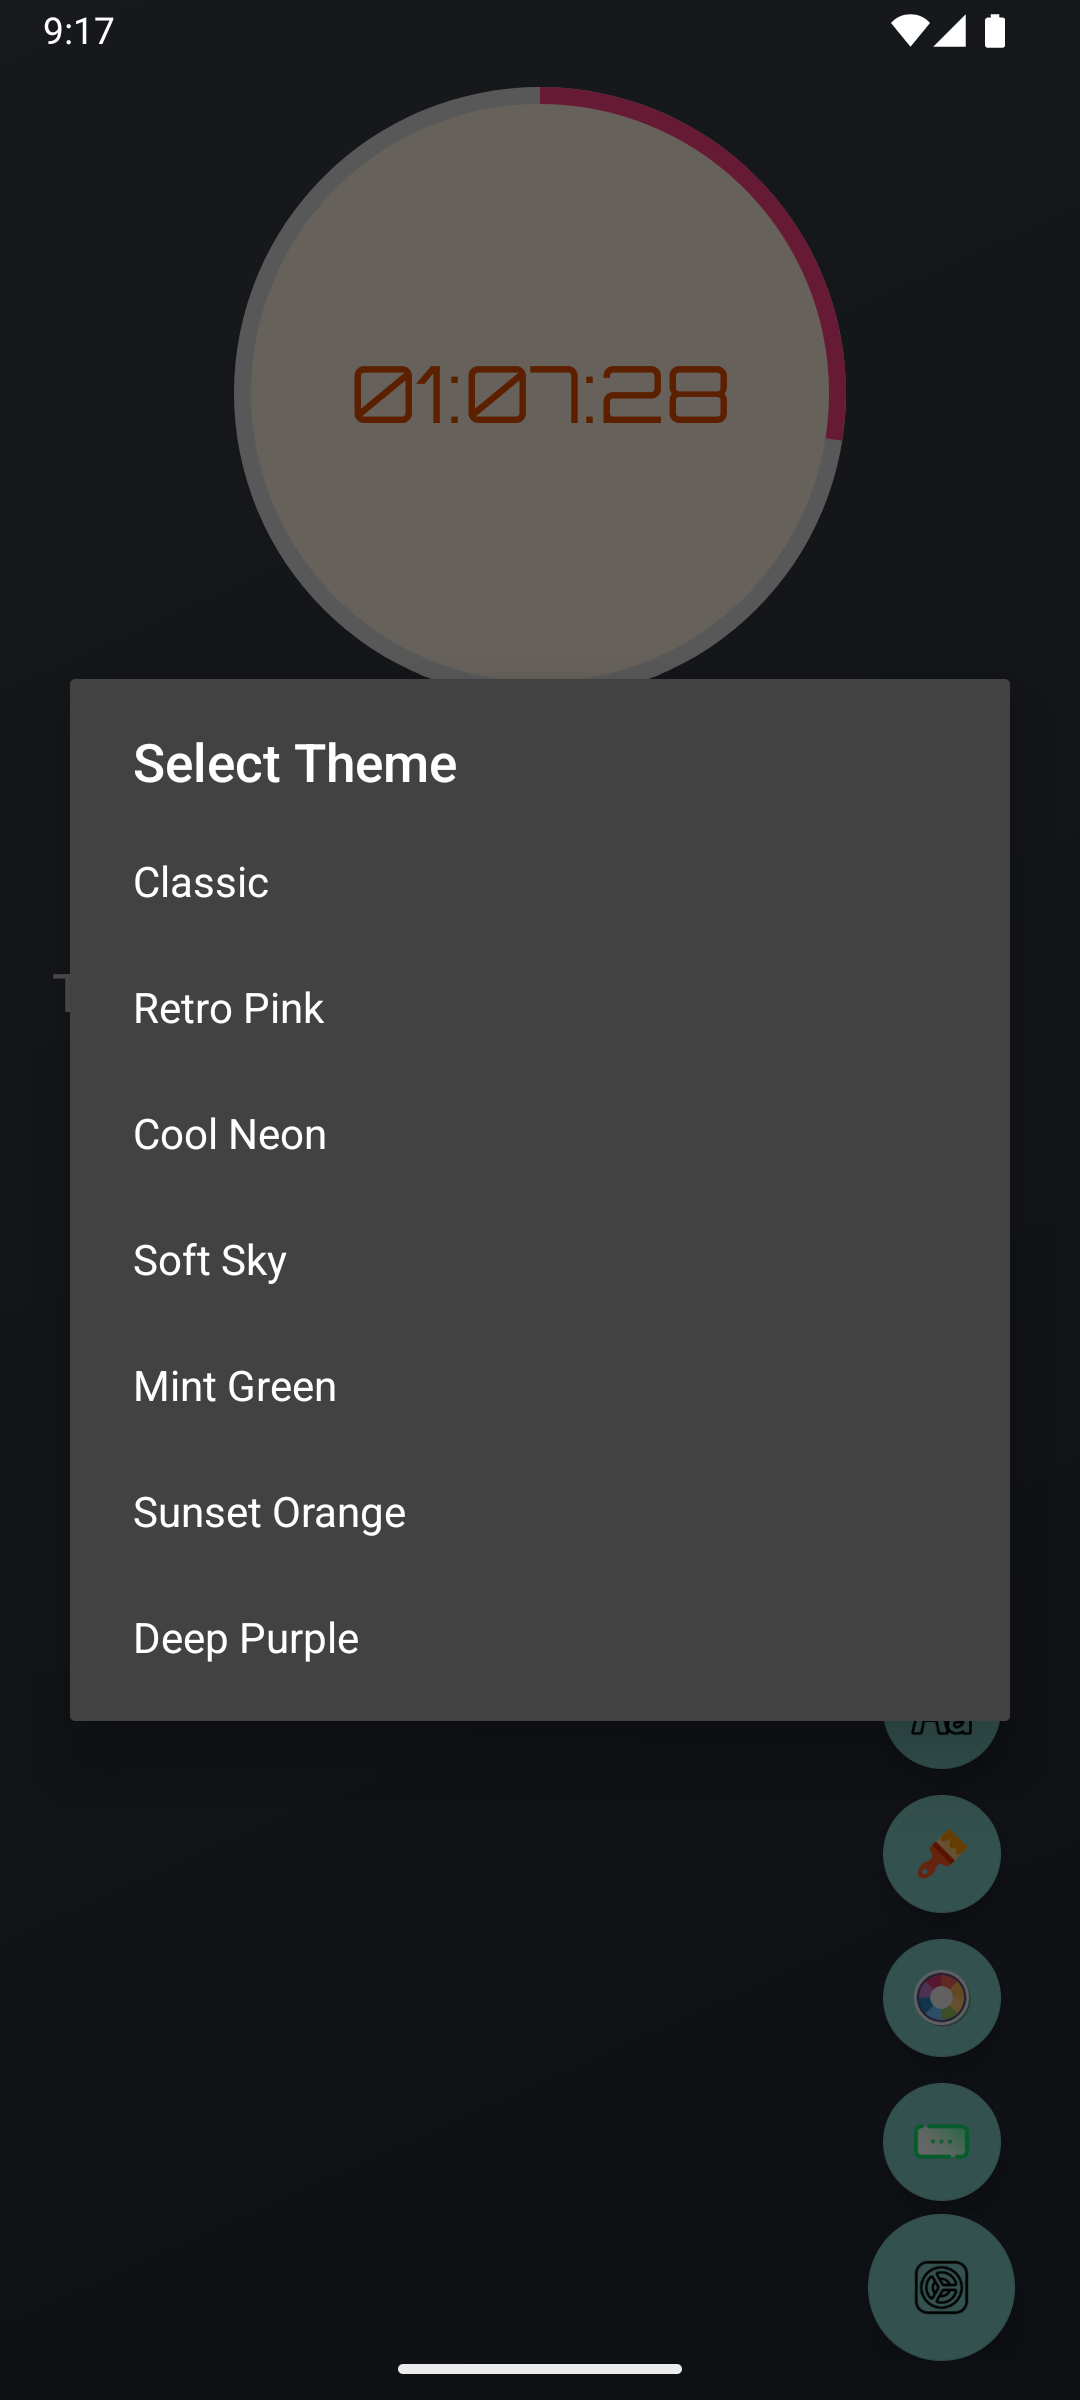 9:17
01:07:28
Select Theme
Classic
Retro Pink
Cool Neon
Soft Sky
Mint Green
Sunset Orange
Deep Purple